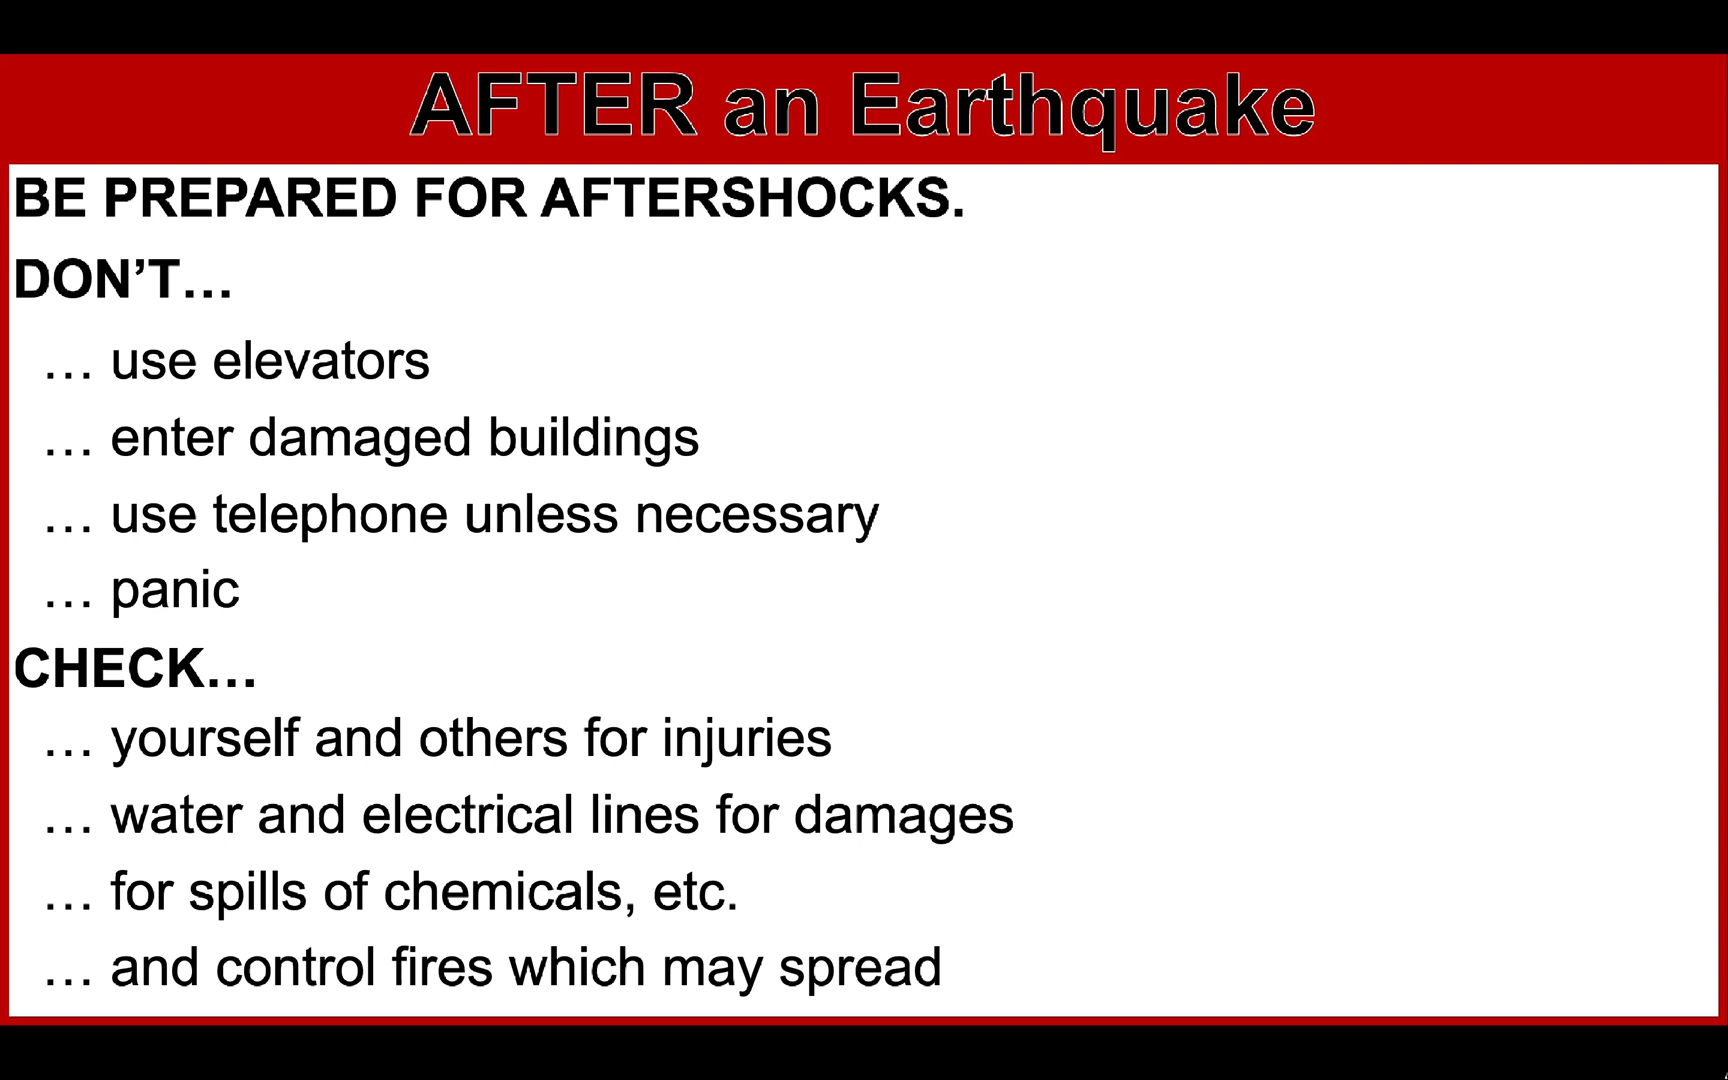 AFTER an Earthquake
BE PREPARED FOR AFTERSHOCKS.
DON’T…
… use elevators
… enter damaged buildings
… use telephone unless necessary
… panic
CHECK…
… yourself and others for injuries
… water and electrical lines for damages
… for spills of chemicals, etc.
… and control fires which may spread